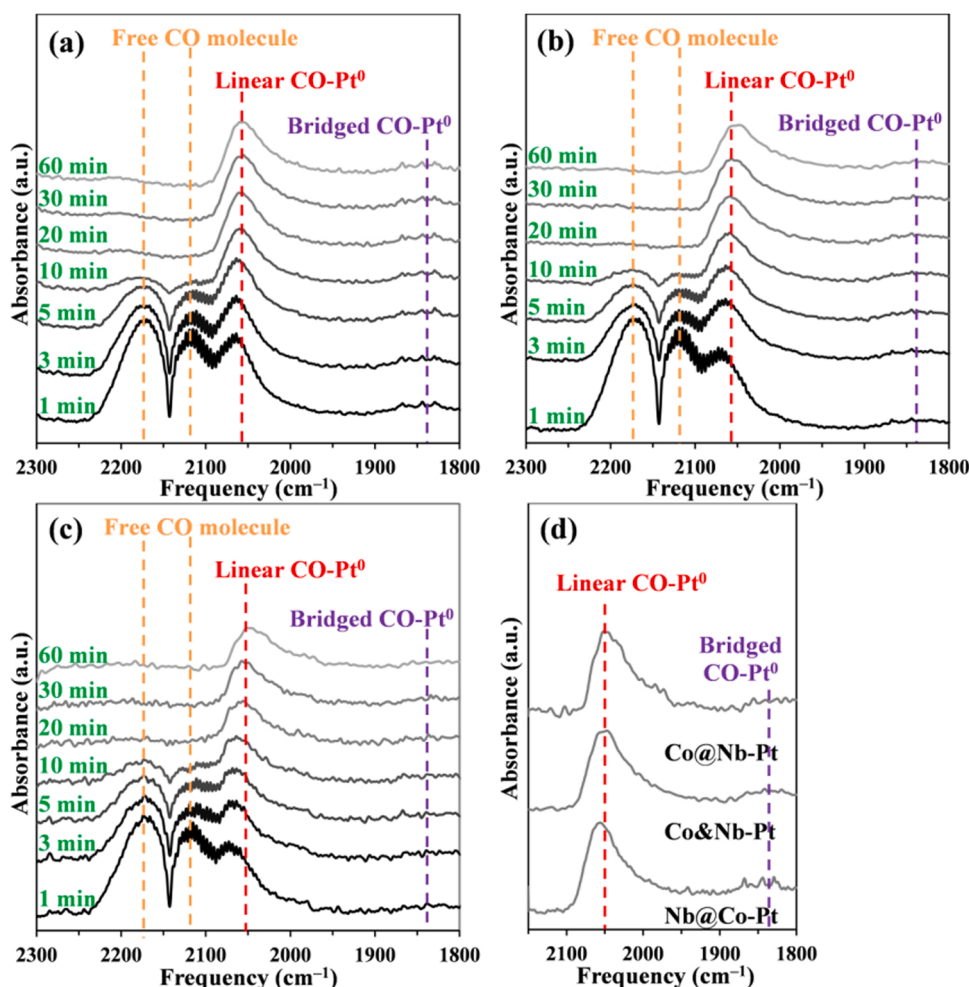 (a)
Free CO molecule
Linear CO-Pt⁰
Bridged CO-Pt⁰
60 min
30 min
20 min
10 min
5 min
3 min
1 min
Absorbance (a.u.)
2300 2200 2100 2000 1900 1800
Frequency (cm⁻¹)
(b)
Free CO molecule
Linear CO-Pt⁰
Bridged CO-Pt⁰
60 min
30 min
20 min
10 min
5 min
3 min
1 min
Absorbance (a.u.)
2300 2200 2100 2000 1900 1800
Frequency (cm⁻¹)
(c)
Free CO molecule
Linear CO-Pt⁰
Bridged CO-Pt⁰
60 min
30 min
20 min
10 min
5 min
3 min
1 min
Absorbance (a.u.)
2300 2200 2100 2000 1900 1800
Frequency (cm⁻¹)
(d)
Linear CO-Pt⁰
Bridged
CO-Pt⁰
Co@Nb-Pt
Co&Nb-Pt
Nb@Co-Pt
Absorbance (a.u.)
2100 2000 1900 1800
Frequency (cm⁻¹)